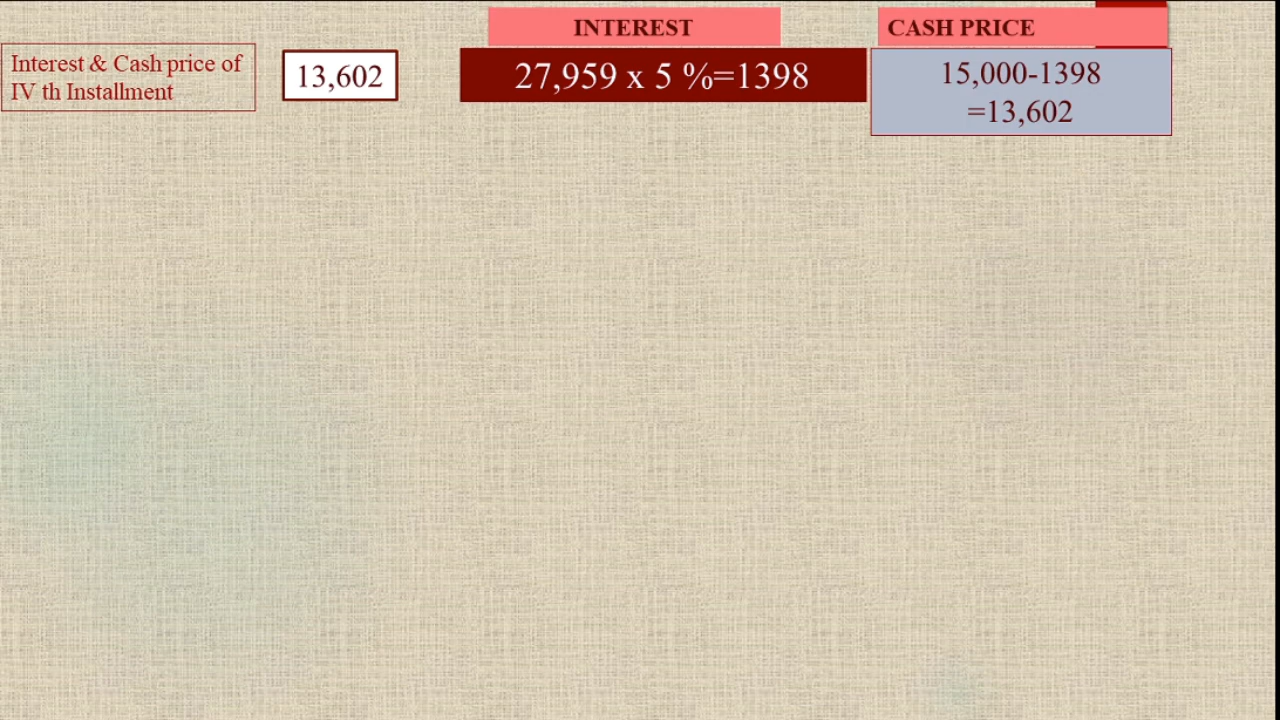 INTEREST
CASH PRICE
Interest & Cash price of
IV th Installment
13,602
27,959 x 5 %=1398
15,000-1398
=13,602